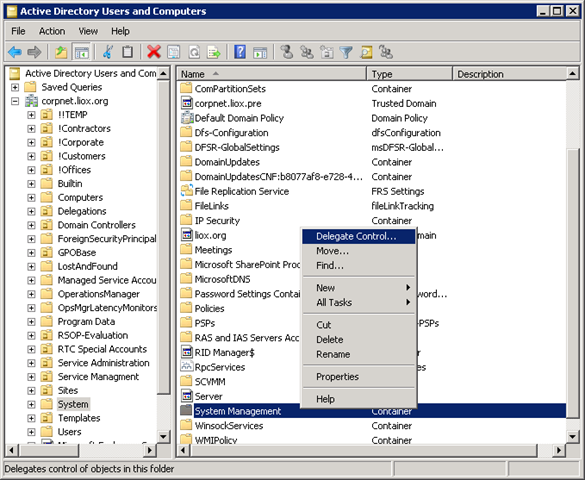 Active Directory Users and Computers
File Action View Help
Active Directory Users and Com
Saved Queries
corpnet.liox.org
!!TEMP
!Contractors
!Corporate
!Customers
!Offices
Builtin
Computers
Delegations
Domain Controllers
ForeignSecurityPrincipal
GPOBase
LostAndFound
Managed Service Accou
OperationsManager
OpsMgrLatencyMonitors
Program Data
RSOP-Evaluation
RTC Special Accounts
Service Administration
Service Managment
Sites
System
Templates
Users
Name Type Description
ComPartitionSets Container
corpnet.liox.org.pre Trusted Domain
Default Domain Policy Domain Policy
Dfs-Configuration dfsConfiguration
DFSR-GlobalSettings msDFSR-Global...
DomainUpdates Container
DomainUpdatesCNF:b8077af8-e728-4... Container
File Replication Service FRS Settings
FileLinks fileLinkTracking
IP Security Container
liox.org main
Meetings
Microsoft SharePoint Proc
MicrosoftDNS
Password Settings Contai word...
Policies
PSPs -PSPs
RAS and IAS Servers Acc
RID Manager$
RpcServices
SCVMM
Server
System Management Container
WinsockServices Container
WMIPolicy Container
Delegate Control...
Move...
Find...
New
All Tasks
Cut
Delete
Rename
Properties
Help
Delegates control of objects in this folder